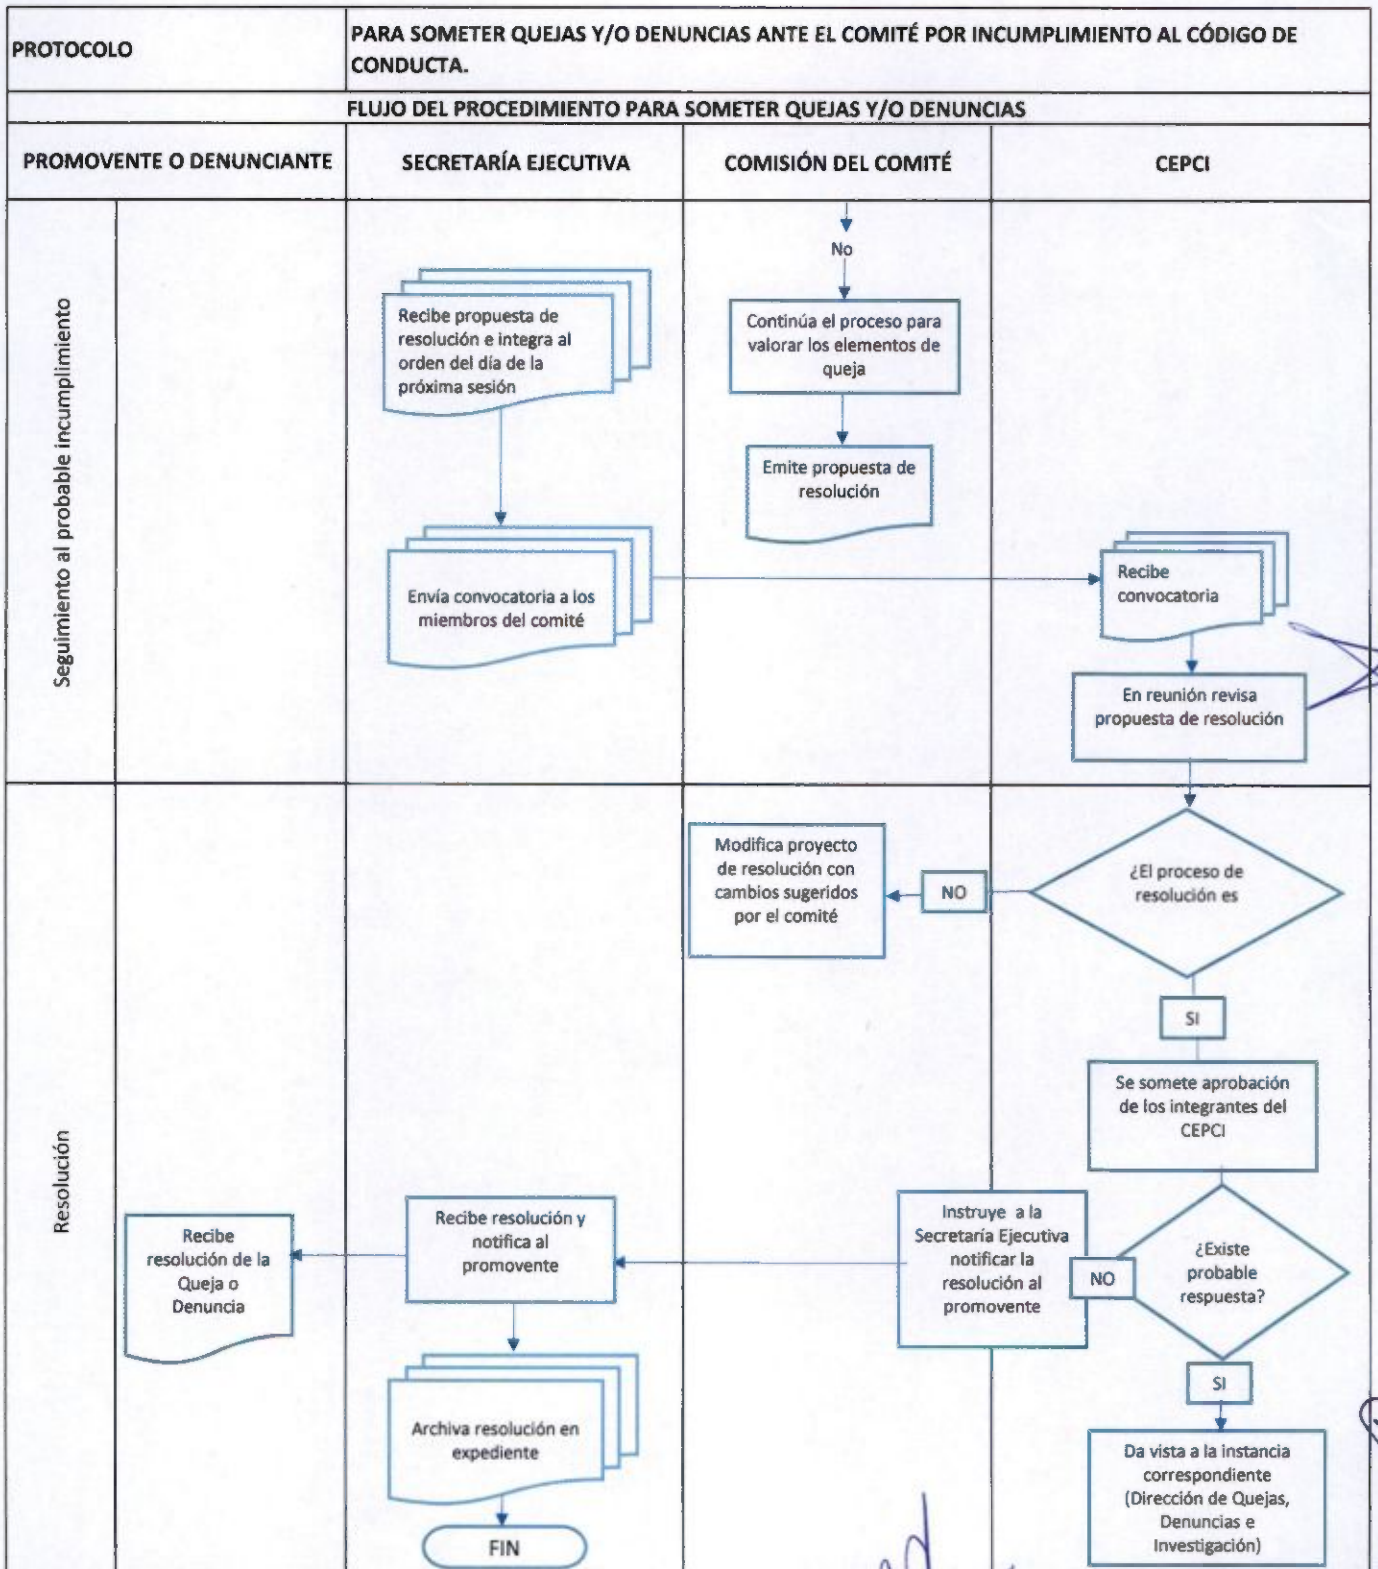 PROTOCOLO
PARA SOMETER QUEJAS Y/O DENUNCIAS ANTE EL COMITÉ POR INCUMPLIMIENTO AL CÓDIGO DE
CONDUCTA.
FLUJO DEL PROCEDIMIENTO PARA SOMETER QUEJAS Y/O DENUNCIAS
PROMOVENTE O DENUNCIANTE
SECRETARÍA EJECUTIVA
COMISIÓN DEL COMITÉ
CEPCI
Seguimiento al probable incumplimiento
No
Recibe propuesta de
resolución e integra al
orden del día de la
próxima sesión
Continúa el proceso para
valorar los elementos de
queja
Emite propuesta de
resolución
Envía convocatoria a los
miembros del comité
Recibe
convocatoria
En reunión revisa
propuesta de resolución
Resolución
Modifica proyecto
de resolución con
cambios sugeridos
por el comité
NO
¿El proceso de
resolución es
SI
Se somete aprobación
de los integrantes del
CEPCI
Recibe
resolución de la
Queja o
Denuncia
Recibe resolución y
notifica al
promovente
Instruye a la
Secretaría Ejecutiva
notificar la
resolución al
promovente
NO
¿Existe
probable
respuesta?
SI
Archiva resolución en
expediente
Da vista a la instancia
correspondiente
(Dirección de Quejas,
Denuncias e
Investigación)
FIN